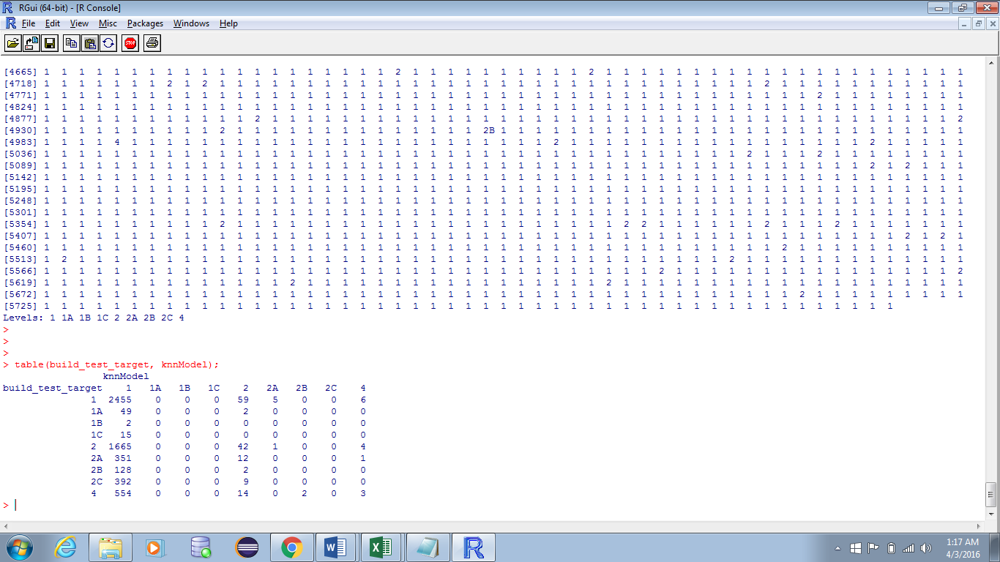 RGui (64-bit) - [R Console]
File Edit View Misc Packages Windows Help
STOP
[4665] 1 1 1 1 1 1 1 1 1 1 1 1 1 1 1 1 1 1 1 1 2 1 1 1 1 1 1 1 1 1 1 2 1 1 1 1 1 1 1 1 1 1 1 1 1 1 1 1 1 1 1 1 1
[4718] 1 1 1 1 1 1 1 2 1 2 1 1 1 1 1 1 1 1 1 1 1 1 1 1 1 1 1 1 1 1 1 1 1 1 1 1 1 1 1 1 1 2 1 1 1 1 1 1 1 1 1 1 1
[4771] 1 1 1 1 1 1 1 1 1 1 1 1 1 1 1 1 1 1 1 1 1 1 1 1 1 1 1 1 1 1 1 1 1 1 1 1 1 1 1 1 1 1 1 1 2 1 1 1 1 1 1 1 1
[4824] 1 1 1 1 1 1 1 1 1 1 1 1 1 1 1 1 1 1 1 1 1 1 1 1 1 1 1 1 1 1 1 1 1 1 1 1 1 1 1 1 1 1 1 1 1 1 1 1 1 1 1 1 1
[4877] 1 1 1 1 1 1 1 1 1 1 1 1 2 1 1 1 1 1 1 1 1 1 1 1 1 1 1 1 1 1 1 1 1 1 1 1 1 1 1 1 1 1 1 1 1 1 1 1 1 1 1 1 2
[4930] 1 1 1 1 1 1 1 1 1 1 2 1 1 1 1 1 1 1 1 1 1 1 1 1 1 2B 1 1 1 1 1 1 1 1 1 1 1 1 1 1 1 1 1 1 1 1 1 1 1 1 1 1 1
[4983] 1 1 1 1 4 1 1 1 1 1 1 1 1 1 1 1 1 1 1 1 1 1 1 1 1 1 1 1 1 2 1 1 1 1 1 1 1 1 1 1 1 1 1 1 1 1 1 2 1 1 1 1 1
[5036] 1 1 1 1 1 1 1 1 1 1 1 1 1 1 1 1 1 1 1 1 1 1 1 1 1 1 1 1 1 1 1 1 1 1 1 1 1 1 1 1 2 1 1 1 2 1 1 1 1 1 1 1 1
[5089] 1 1 1 1 1 1 1 1 1 1 1 1 1 1 1 1 1 1 1 1 1 1 1 1 1 1 1 1 1 1 1 1 1 1 1 1 1 1 1 1 1 1 1 1 1 1 1 2 1 2 1 1 1
[5142] 1 1 1 1 1 1 1 1 1 1 1 1 1 1 1 1 1 1 1 1 1 1 1 1 1 1 1 1 1 1 1 1 1 1 1 1 1 1 1 1 1 1 1 1 1 1 1 1 1 1 1 1 1
[5195] 1 1 1 1 1 1 1 1 1 1 1 1 1 1 1 1 1 1 1 1 1 1 1 1 1 1 1 1 1 1 1 1 1 1 1 1 1 1 1 1 1 1 1 1 1 1 1 1 1 1 1 1 1
[5248] 1 1 1 1 1 1 1 1 1 1 1 1 1 1 1 1 1 1 1 1 1 1 1 1 1 1 1 1 1 1 1 1 1 1 1 1 1 1 1 1 1 1 1 1 1 1 1 1 1 1 1 1 1
[5301] 1 1 1 1 1 1 1 1 1 1 1 1 1 1 1 1 1 1 1 1 1 1 1 1 1 1 1 1 1 1 1 1 1 1 1 1 1 1 1 1 1 1 1 1 1 1 1 1 1 1 1 1 1
[5354] 1 1 1 1 1 1 1 1 1 1 2 1 1 1 1 1 1 1 1 1 1 1 1 1 1 1 1 1 1 1 1 1 1 2 2 1 1 1 1 1 1 2 1 1 1 2 1 1 1 1 1 1 1
[5407] 1 1 1 1 1 1 1 1 1 1 1 1 1 1 1 1 1 1 1 1 1 1 1 1 1 1 1 1 1 1 1 1 1 1 1 1 1 1 1 1 1 1 1 1 1 1 1 1 1 2 1 2 1
[5460] 1 1 1 1 1 1 1 1 1 1 1 1 1 1 1 1 1 1 1 1 1 1 1 1 1 1 1 1 1 1 1 1 1 1 1 1 1 1 1 1 1 1 2 1 1 1 1 1 1 1 1 1 1
[5513] 1 2 1 1 1 1 1 1 1 1 1 1 1 1 1 1 1 1 1 1 1 1 1 1 1 1 1 1 1 1 1 1 1 1 1 1 1 1 1 2 1 1 1 1 1 1 1 1 1 1 1 1 1
[5566] 1 1 1 1 1 1 1 1 1 1 1 1 1 1 1 1 1 1 1 1 1 1 1 1 1 1 1 1 1 1 1 1 1 1 1 2 1 1 1 1 1 1 1 1 1 1 1 1 1 1 1 1 2
[5619] 1 1 1 1 1 1 1 1 1 1 1 1 1 1 2 1 1 1 1 1 1 1 1 1 1 1 1 1 1 1 1 1 2 1 1 1 1 1 1 1 1 1 1 1 1 1 1 1 1 1 1 1 1
[5672] 1 1 1 1 1 1 1 1 1 1 1 1 1 1 1 1 1 1 1 1 1 1 1 1 1 1 1 1 1 1 1 1 1 1 1 1 1 1 1 1 1 1 1 2 1 1 1 1 1 1 1 1 1
[5725] 1 1 1 1 1 1 1 1 1 1 1 1 1 1 1 1 1 1 1 1 1 1 1 1 1 1 1 1 1 1 1 1 1 1 1 1 1 1 1 1 1 1 1 1 1 1 1 1 1
Levels: 1 1A 1B 1C 2 2A 2B 2C 4
>
>
>
> table(build_test_target, knnModel);
knnModel
build_test_target 1 1A 1B 1C 2 2A 2B 2C 4
1 2455 0 0 0 59 5 0 0 6
1A 49 0 0 0 2 0 0 0 0
1B 2 0 0 0 0 0 0 0 0
1C 15 0 0 0 0 0 0 0 0
2 1665 0 0 0 42 1 0 0 4
2A 351 0 0 0 12 0 0 0 1
2B 128 0 0 0 2 0 0 0 0
2C 392 0 0 0 9 0 0 0 0
4 554 0 0 0 14 0 2 0 3
>
1:17 AM
4/3/2016